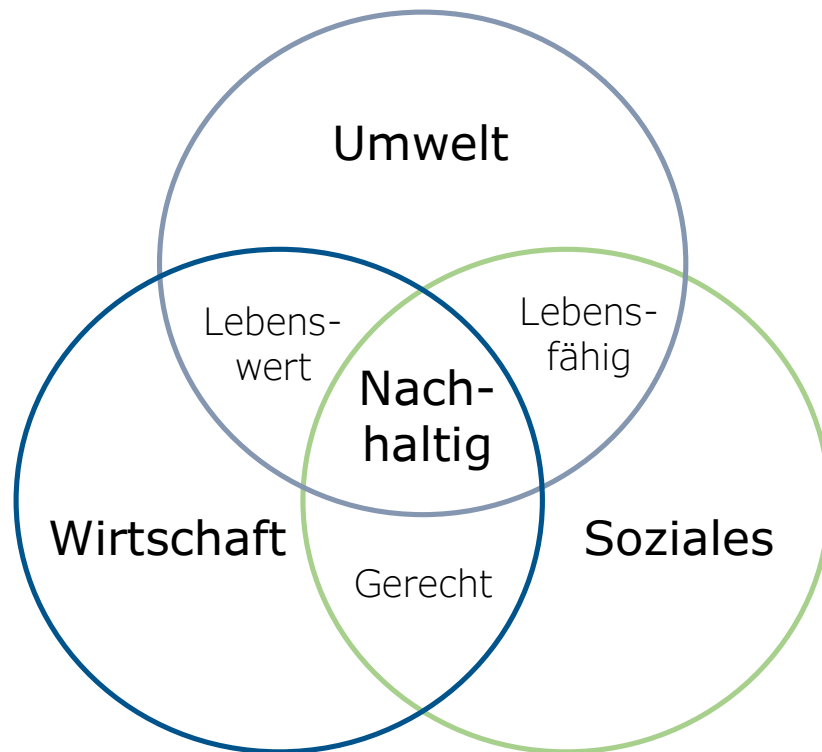 Umwelt
Lebens-
wert
Lebens-
fähig
Nach-
haltig
Wirtschaft
Soziales
Gerecht